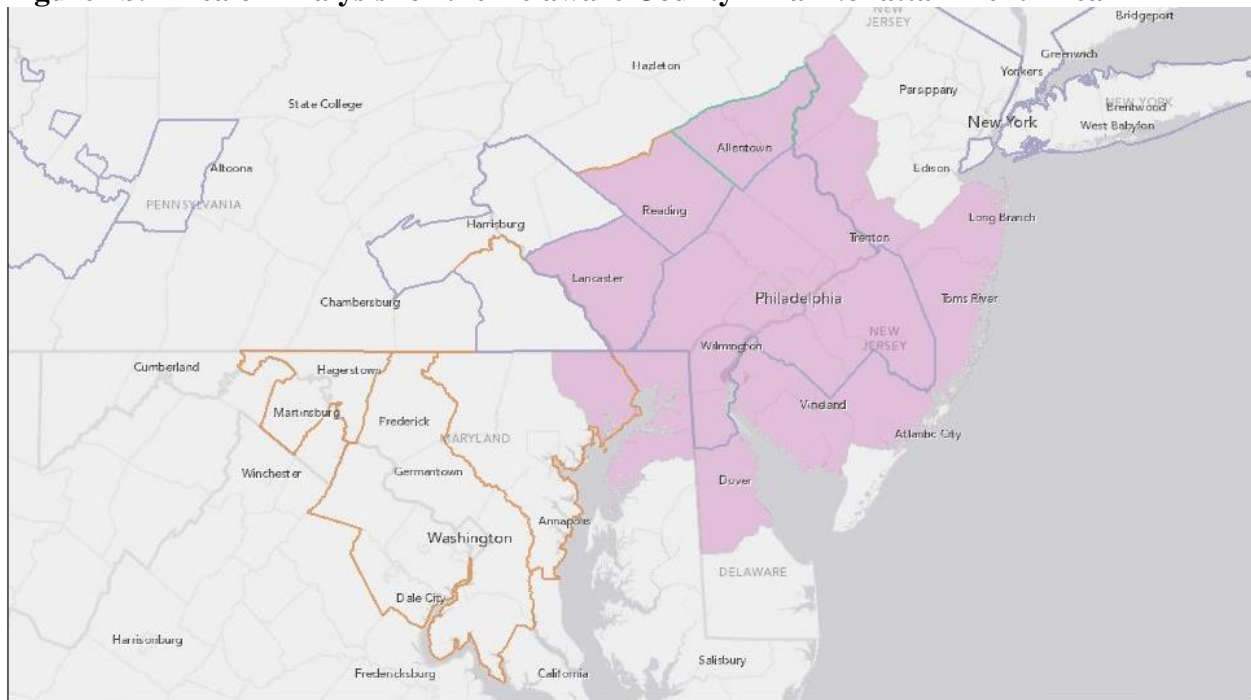 NEW
JERSEY
Bridgeport
Greenwich
Hazleton
Yonkers
Parsippany
State College
NEW YORK
Brentwood
New York
West Babylon
Allentown
Altoona
Edison
PENNSYLVANIA
Reading
Long Branch
Harrisburg
Trenton
Lancaster
Chambersburg
Philadelphia
Toms River
NEW
JERSEY
Wilmington
Cumberland
Hagerstown
Martinsburg
Frederick
Vineland
MARYLAND
Atlantic City
Winchester
Germantown
Dover
Annapolis
Washington
DELAWARE
Dale City
Harrisonburg
Salisbury
Fredericksburg
California